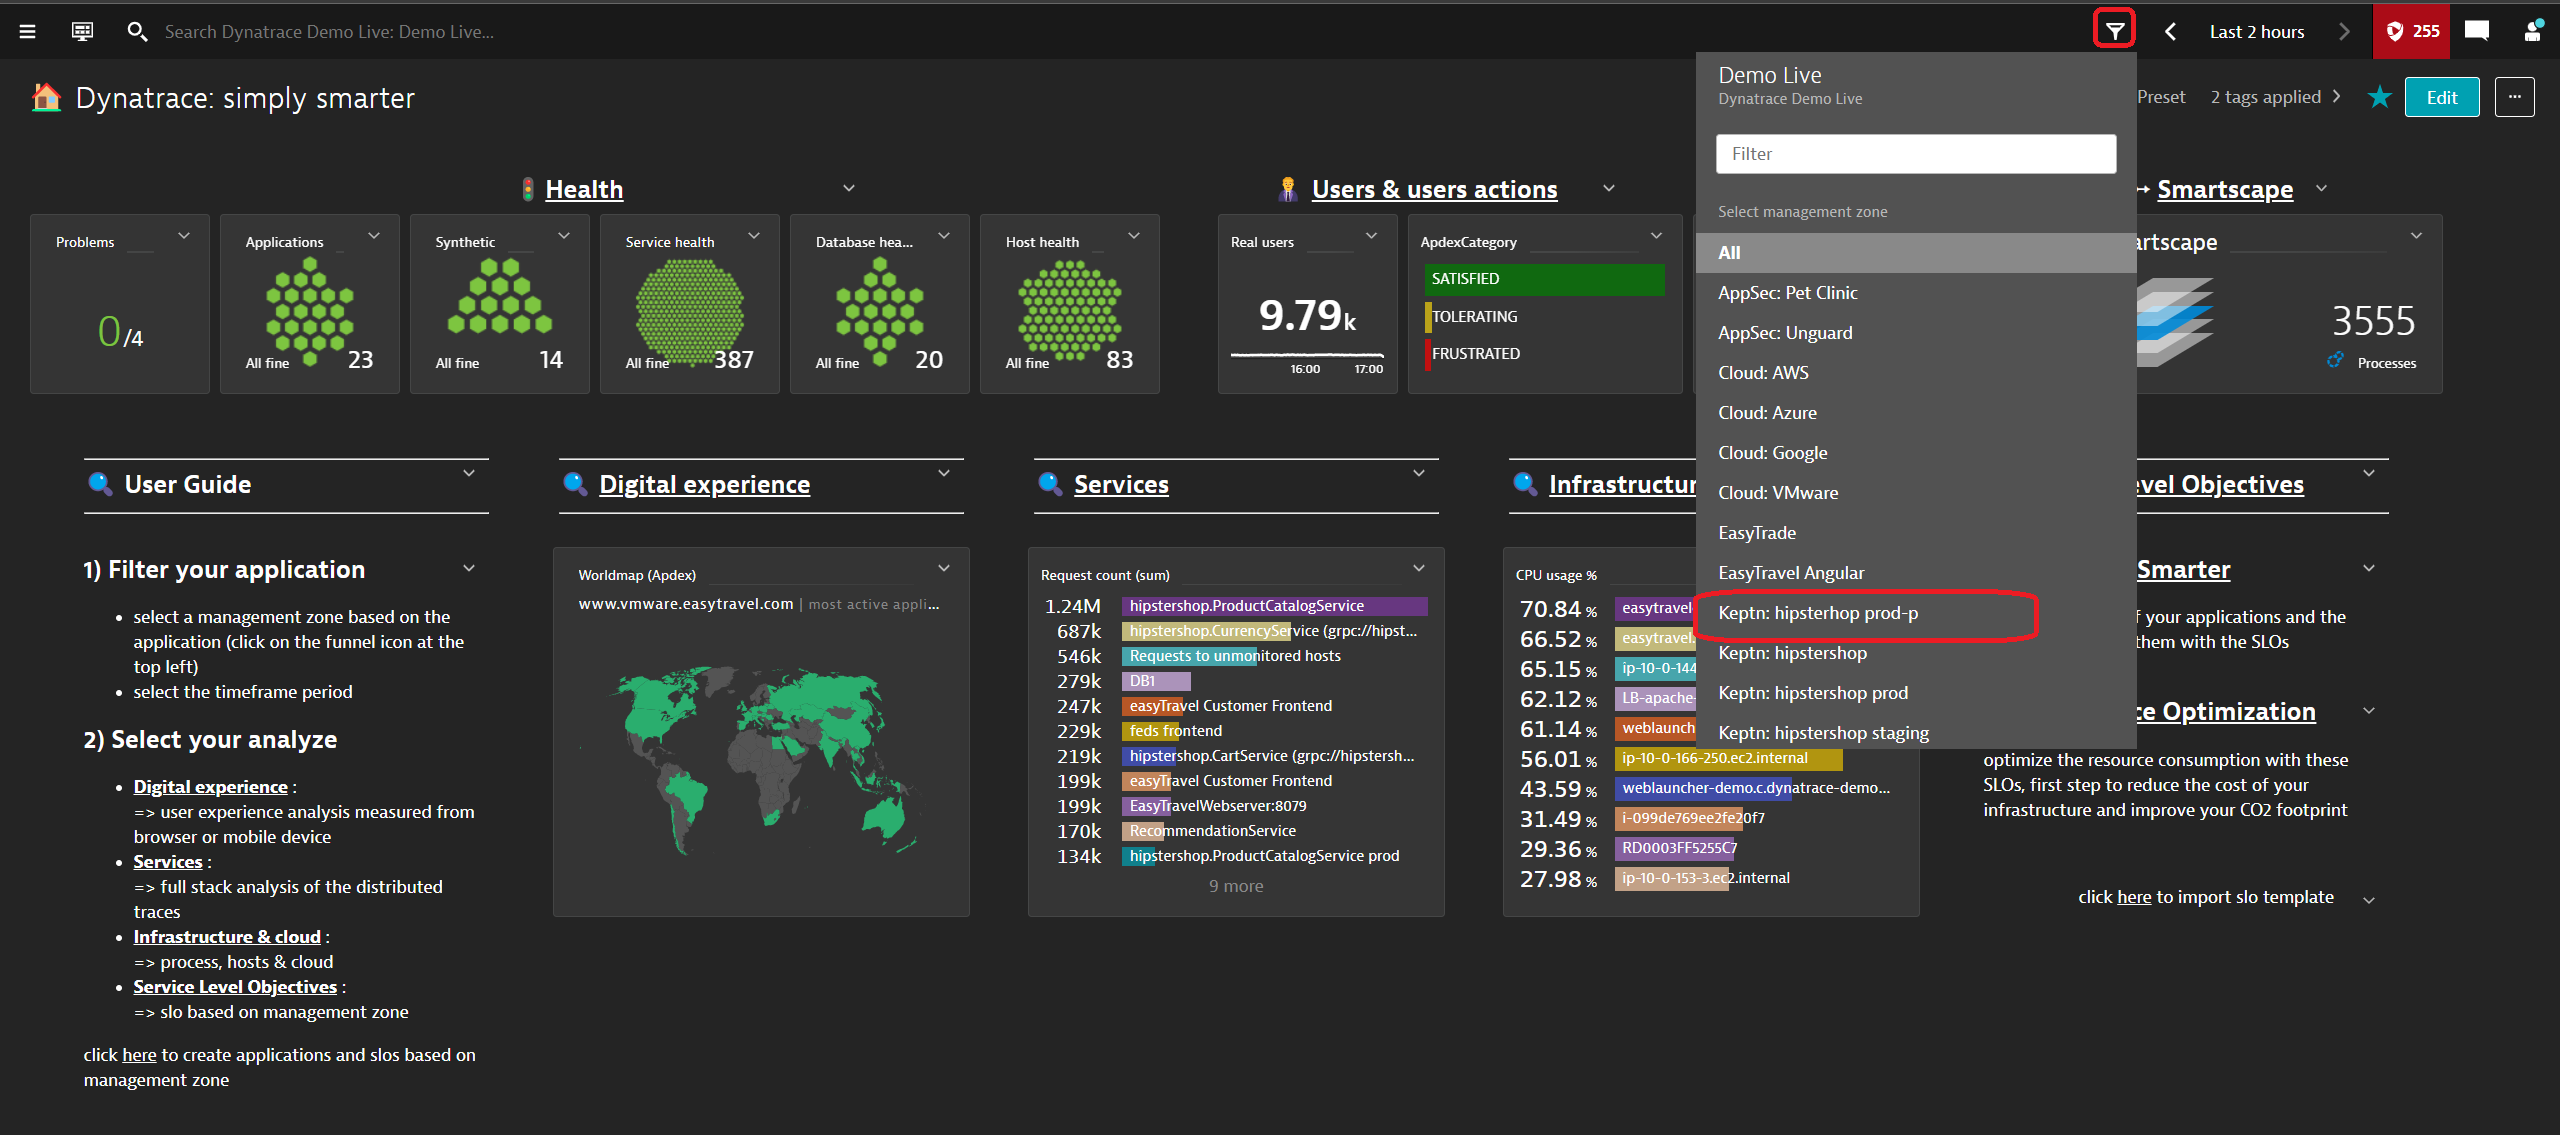 Search Dynatrace Demo Live: Demo Live...
Last 2 hours
255
Dynatrace: simply smarter
Preset
2 tags applied
Edit
Demo Live
Dynatrace Demo Live
Filter
Select management zone
All
AppSec: Pet Clinic
AppSec: Unguard
Cloud: AWS
Cloud: Azure
Cloud: Google
Cloud: VMware
EasyTrade
EasyTravel Angular
Keptn: hipsterhop prod-p
Keptn: hipstershop
Keptn: hipstershop prod
Keptn: hipstershop staging
Health
Users & users actions
Smartscape
Problems
0/4
Applications
All fine
23
Synthetic
All fine
14
Service health
All fine
387
Database hea...
All fine
20
Host health
All fine
83
Real users
9.79k
16:00
17:00
ApdexCategory
SATISFIED
TOLERATING
FRUSTRATED
artscape
3555
Processes
User Guide
Digital experience
Services
Infrastructur
evel Objectives
1) Filter your application
• select a management zone based on the
application (click on the funnel icon at the
top left)
• select the timeframe period
2) Select your analyze
• Digital experience :
=> user experience analysis measured from
browser or mobile device
• Services :
=> full stack analysis of the distributed
traces
• Infrastructure & cloud :
=> process, hosts & cloud
• Service Level Objectives :
=> slo based on management zone
click here to create applications and slos based on
management zone
Worldmap (Apdex)
www.vmware.easytravel.com | most active appli...
Request count (sum)
1.24M hipstershop.ProductCatalogService
687k hipstershop.CurrencyService (grpc://hipst...
546k Requests to unmonitored hosts
279k DB1
247k easyTravel Customer Frontend
229k feds frontend
219k hipstershop.CartService (grpc://hipstersh...
199k easyTravel Customer Frontend
199k EasyTravelWebserver:8079
170k RecommendationService
134k hipstershop.ProductCatalogService prod
9 more
CPU usage %
70.84 % easytravel
66.52 % easytravel
65.15 % ip-10-0-144
62.12 % LB-apache-
61.14 % weblaunch
56.01 % ip-10-0-166-250.ec2.internal
43.59 % weblauncher-demo.c.dynatrace-demo...
31.49 % i-099de769ee2fe20f7
29.36 % RD0003FF5255C7
27.98 % ip-10-0-153-3.ec2.internal
Smarter
f your applications and the
them with the SLOs
ce Optimization
optimize the resource consumption with these
SLOs, first step to reduce the cost of your
infrastructure and improve your CO2 footprint
click here to import slo template